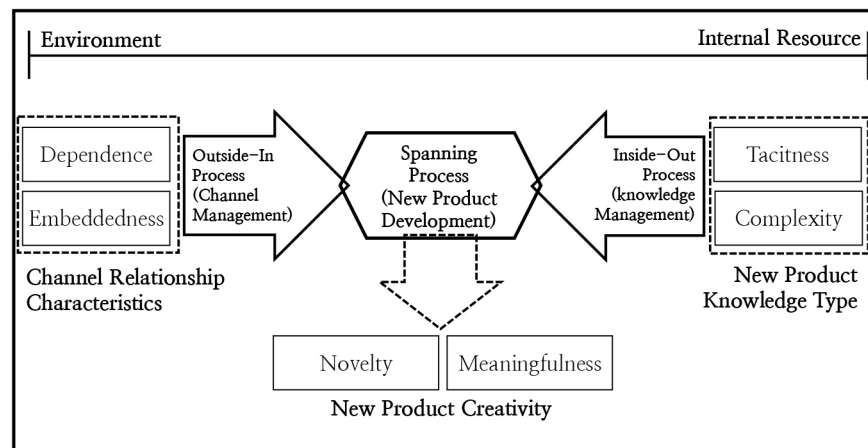 Environment
Internal Resource
Dependence
Embeddedness
Channel Relationship
Characteristics
Outside-In
Process
(Channel
Management)
Spanning
Process
(New Product
Development)
Inside-Out
Process
(knowledge
Management)
Tacitness
Complexity
New Product
Knowledge Type
Novelty
Meaningfulness
New Product Creativity